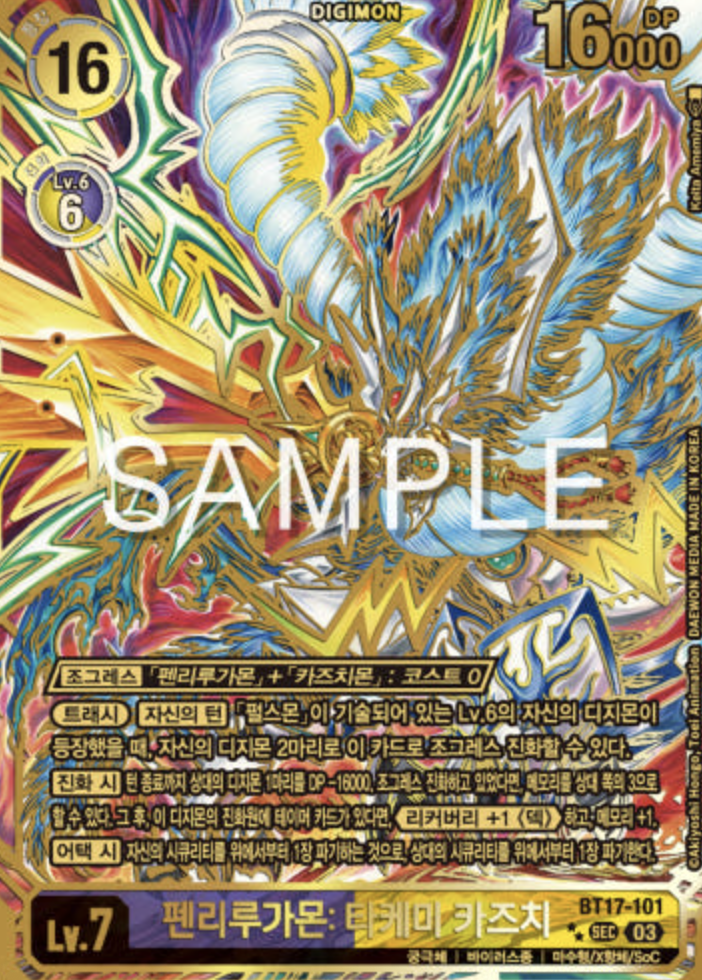 DIGIMON
16
16000
DP
진화
Lv.6
6
Keita Amemiya
SAMPLE
DAEWON MEDIA MADE IN KOREA
©Akiyoshi Hongo, Toei Animation
조그레스 「펜리루가몬」+「카즈치몬」: 코스트 0
트래시 자신의 턴 「펄스몬」이 기술되어 있는 Lv.6의 자신의 디지몬이
등장했을 때, 자신의 디지몬 2마리로 이 카드로 조그레스 진화할 수 있다.
진화 시 턴 종료까지 상대의 디지몬 1마리를 DP -16000. 조그레스 진화하고 있었다면, 메모리를 상대 쪽의 3으로
할 수 있다. 그 후, 이 디지몬의 진화원에 테이머 카드가 있다면, 리커버리 +1 《덱》 하고, 메모리 +1.
어택 시 자신의 시큐리티를 위에서부터 1장 파기하는 것으로, 상대의 시큐리티를 위에서부터 1장 파기한다.
Lv.7
펜리루가몬: 타케미카즈치
BT17-101
SEC 03
궁극체 | 바이러스종 | 마수형/X항체/SoC